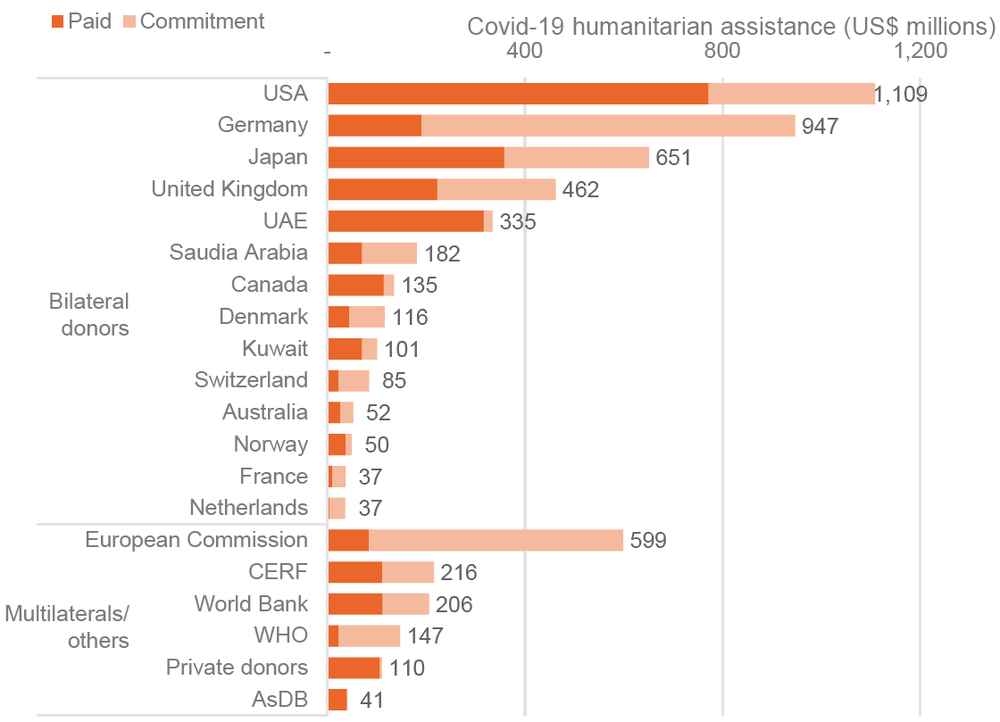 Paid Commitment
Covid-19 humanitarian assistance (US$ millions)
- 400 800 1,200
USA 1,109
Germany 947
Japan 651
United Kingdom 462
UAE 335
Saudia Arabia 182
Canada 135
Bilateral
donors
Denmark 116
Kuwait 101
Switzerland 85
Australia 52
Norway 50
France 37
Netherlands 37
European Commission 599
CERF 216
World Bank 206
Multilaterals/
others
WHO 147
Private donors 110
AsDB 41